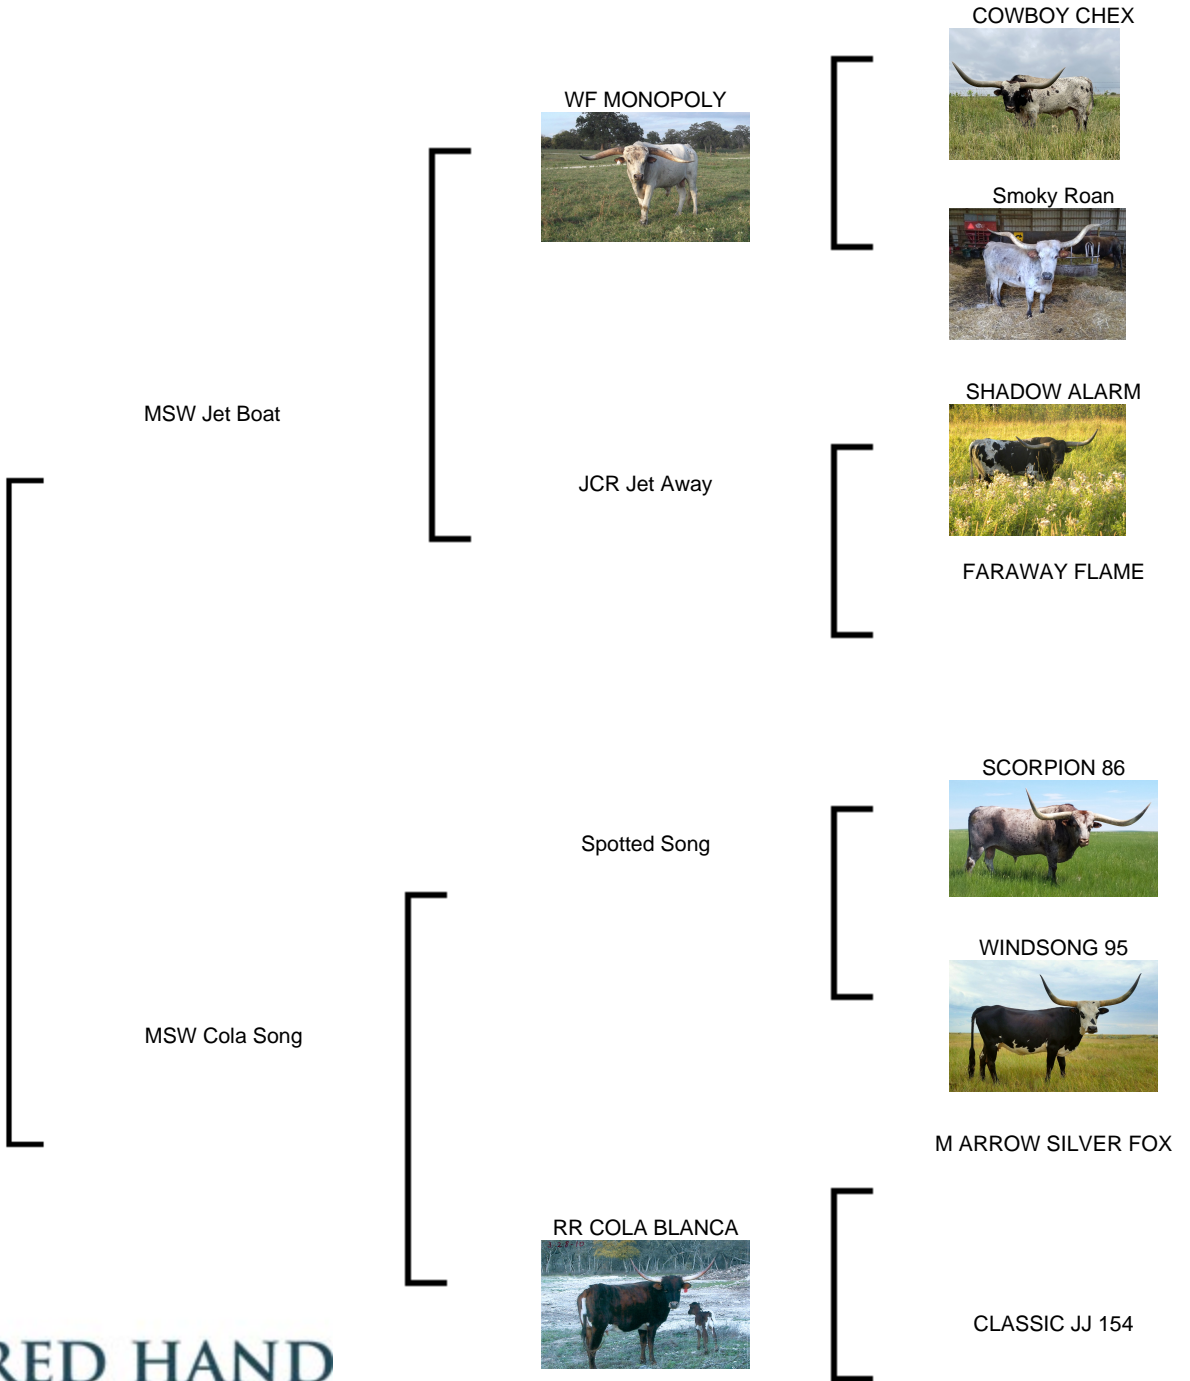 COWBOY CHEX
WF MONOPOLY
Smoky Roan
SHADOW ALARM
MSW Jet Boat
JCR Jet Away
FARAWAY FLAME
SCORPION 86
Spotted Song
WINDSONG 95
MSW Cola Song
M ARROW SILVER FOX
RR COLA BLANCA
CLASSIC JJ 154
RED HAND